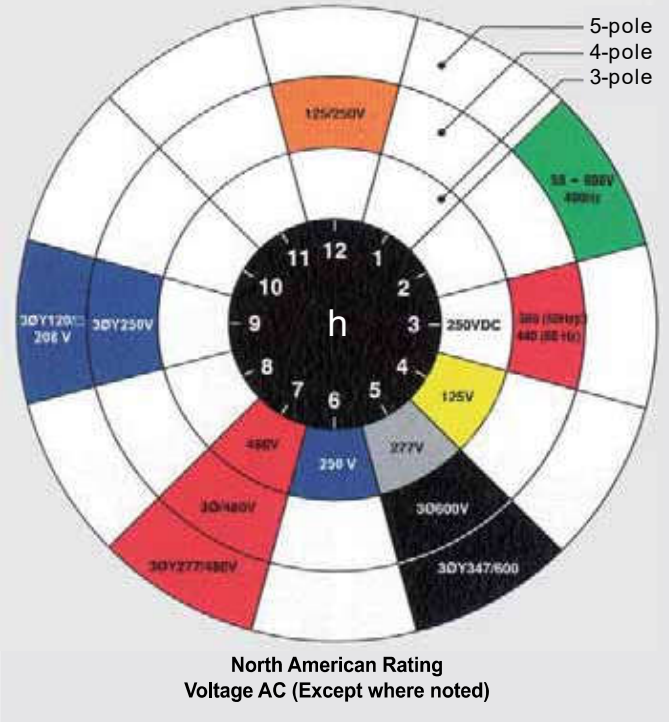 5-pole
4-pole
3-pole
125/250V
400Hz
12
11
1
10
2
9
h
3
8
4
7
6
5
3ØY120/
208 V
3ØY250V
250VDC
440 (60 Hz)
125V
480V
250 V
277V
3Ø/480V
3Ø600V
3ØY277/480V
3ØY347/600
North American Rating
Voltage AC (Except where noted)